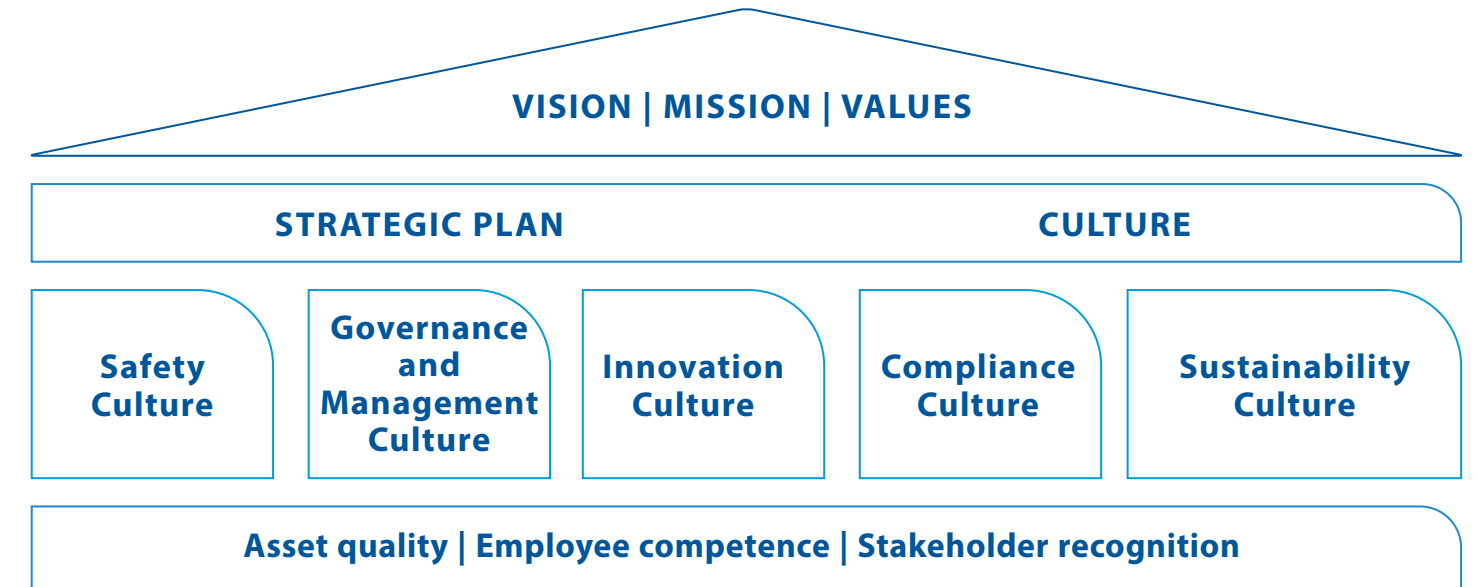 VISION | MISSION | VALUES
STRATEGIC PLAN
CULTURE
Safety
Culture
Governance
and
Management
Culture
Innovation
Culture
Compliance
Culture
Sustainability
Culture
Asset quality | Employee competence | Stakeholder recognition